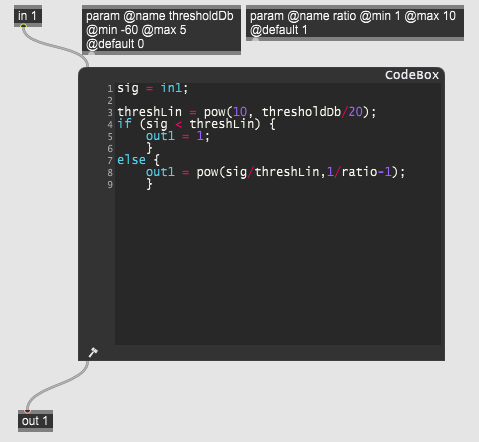 in 1
param @name thresholdDb
@min -60 @max 5
@default 0
param @name ratio @min 1 @max 10
@default 1
CodeBox
1 sig = in1;
2
3 threshLin = pow(10, thresholdDb/20);
4 if (sig < threshLin) {
5 out1 = 1;
6 }
7 else {
8 out1 = pow(sig/threshLin,1/ratio-1);
9 }
out 1